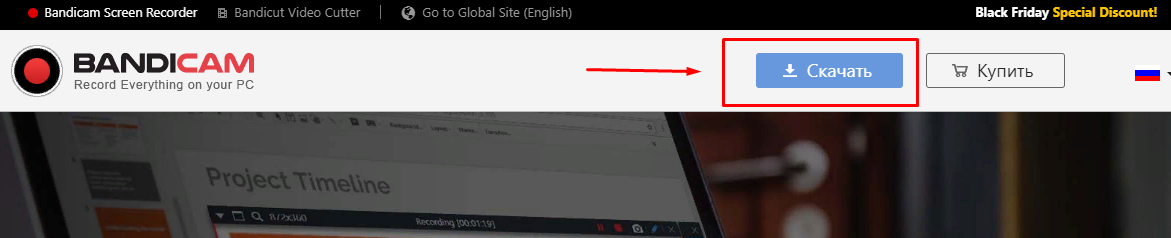 Bandicam Screen Recorder Bandicut Video Cutter Go to Global Site (English) Black Friday Special Discount!
BANDICAM Скачать Купить
Record Everything on your PC
Project Timeline
Recording [00:01:19]